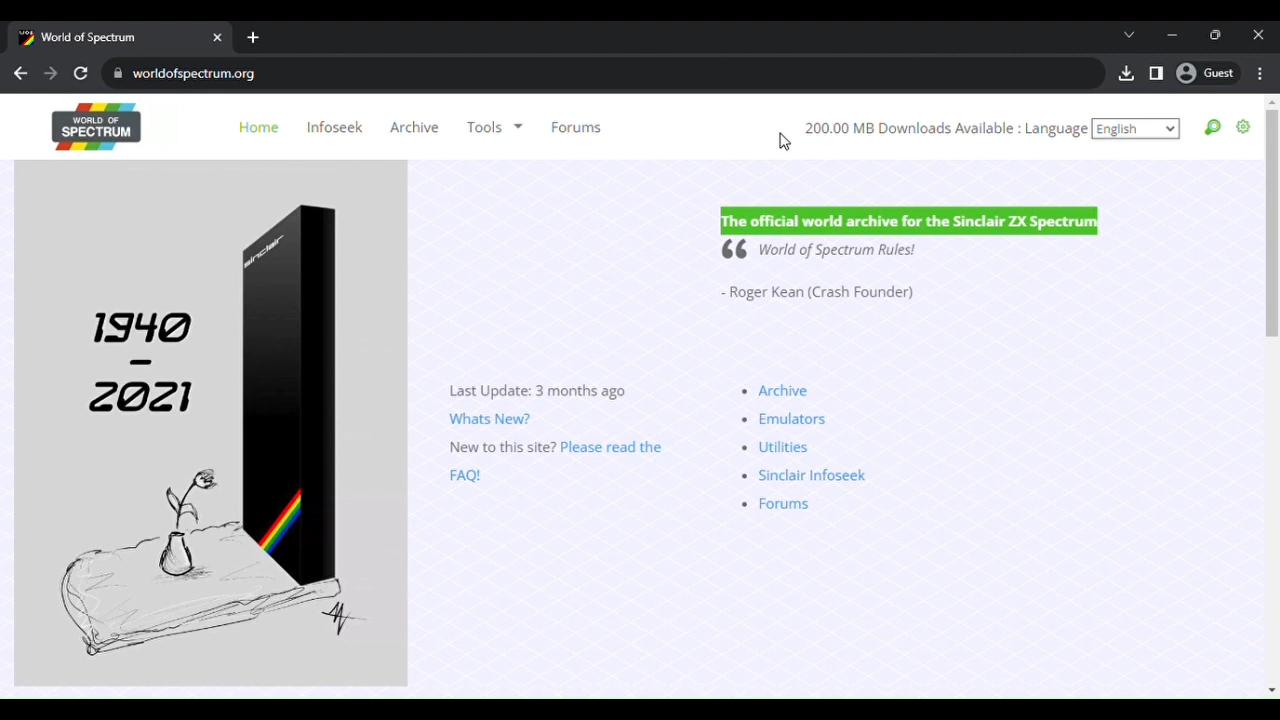 World of Spectrum
worldofspectrum.org
Guest
WORLD OF
SPECTRUM
Home
Infoseek
Archive
Tools
Forums
200.00 MB Downloads Available : Language
English
sinclair
1940
–
2021
The official world archive for the Sinclair ZX Spectrum
“ World of Spectrum Rules!
- Roger Kean (Crash Founder)
Last Update: 3 months ago
Whats New?
New to this site? Please read the
FAQ!
• Archive
• Emulators
• Utilities
• Sinclair Infoseek
• Forums